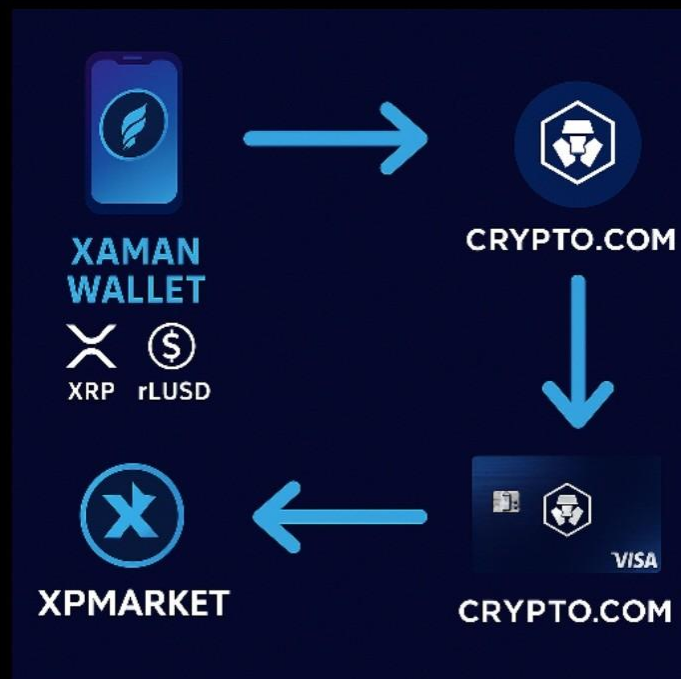 XAMAN
WALLET
XRP rLUSD
CRYPTO.COM
VISA
CRYPTO.COM
XPMARKET